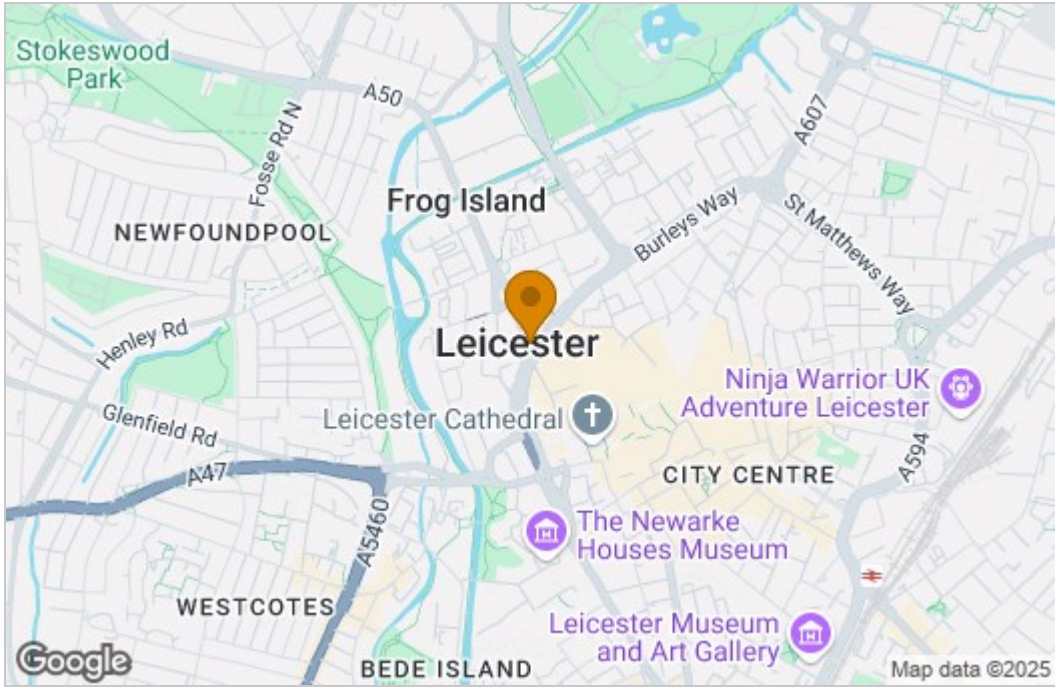 Stokeswood
Park
A50
Fosse Rd N
A607
Frog Island
NEWFOUNDPOOL
Burleys Way
St Matthews Way
Henley Rd
Leicester
Ninja Warrior UK
Adventure Leicester
Leicester Cathedral
Glenfield Rd
A47
CITY CENTRE
A594
A5460
The Newarke
Houses Museum
WESTCOTES
Leicester Museum
and Art Gallery
BEDE ISLAND
Google
Map data ©2025